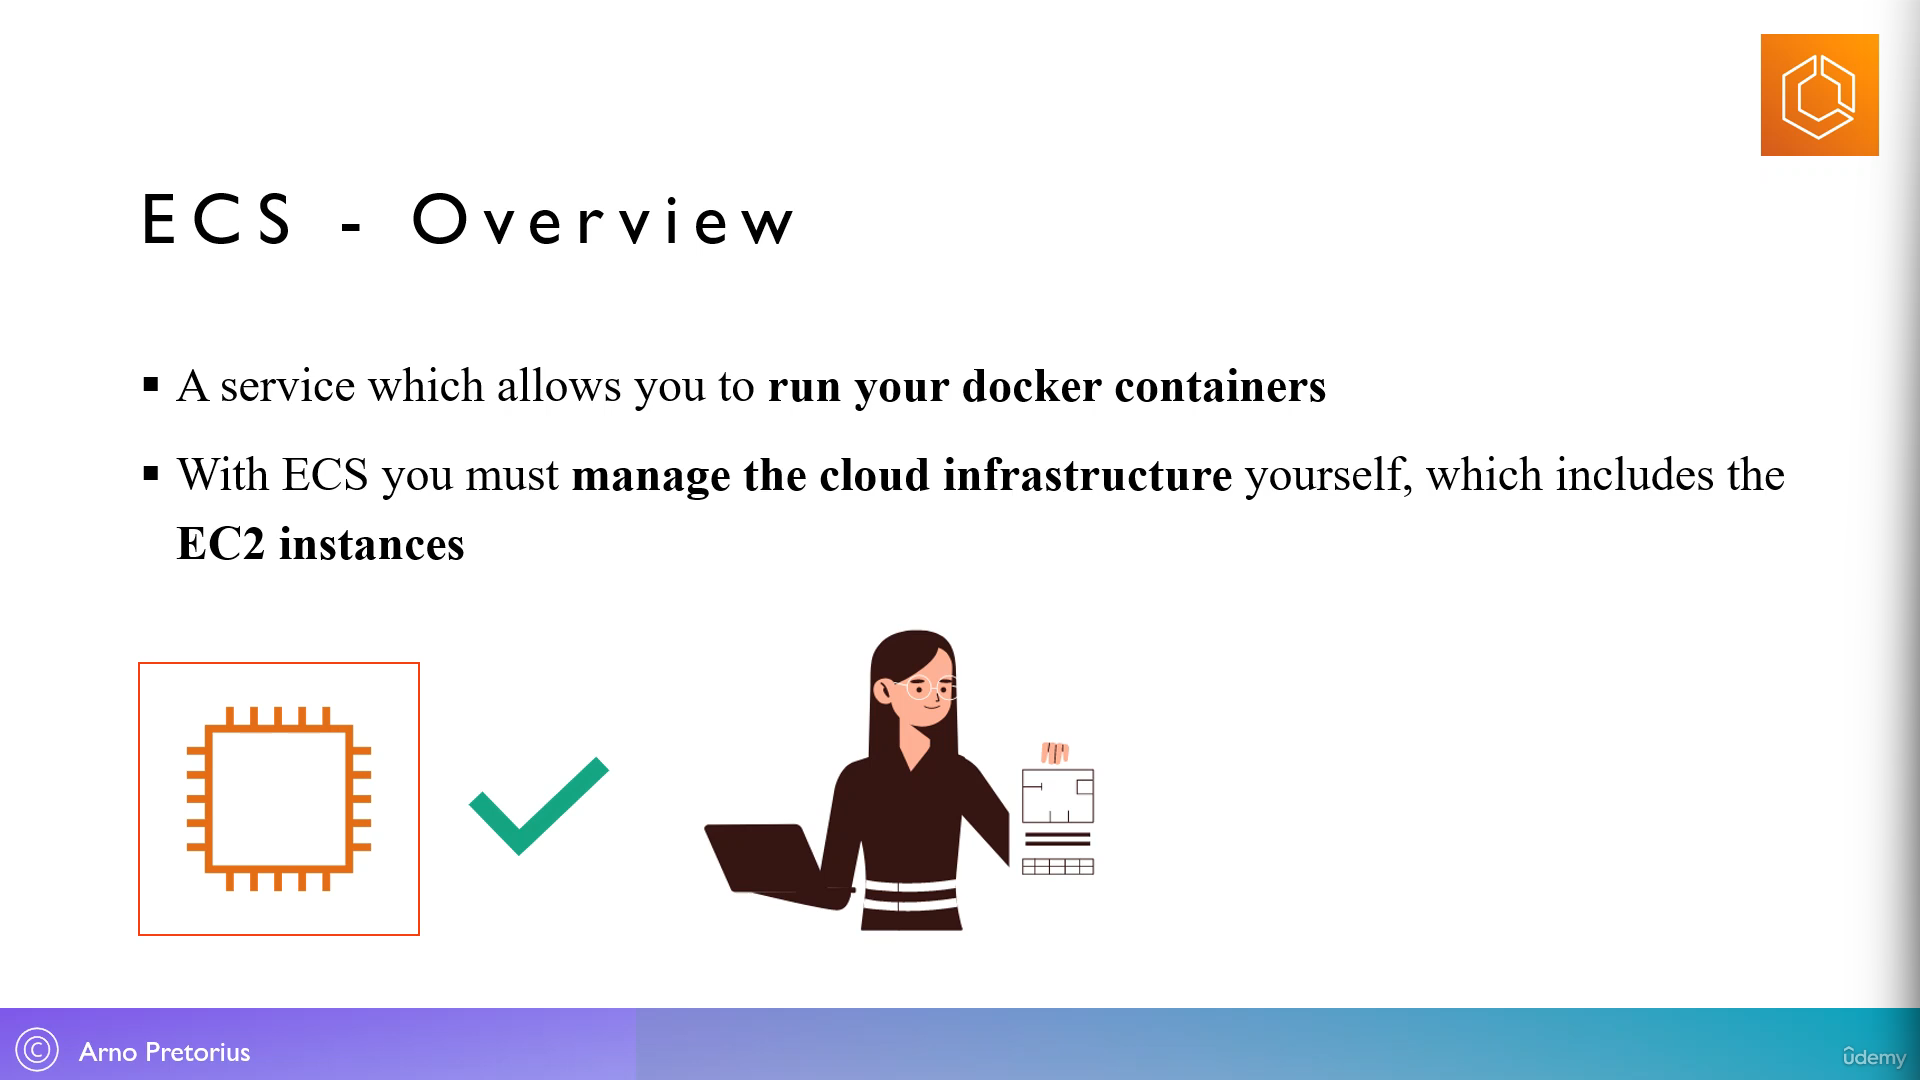 ECS - Overview
▪ A service which allows you to run your docker containers
▪ With ECS you must manage the cloud infrastructure yourself, which includes the
EC2 instances
© Arno Pretorius
ûdemy